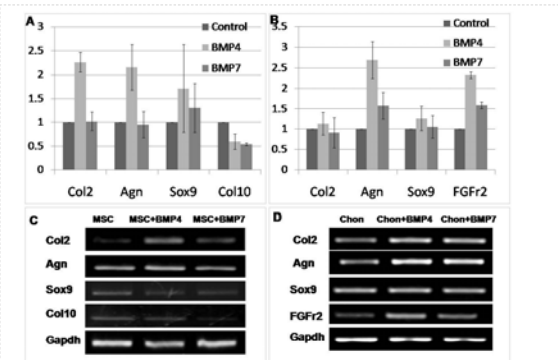 A
B
3
2.5
2
1.5
1
0.5
0
Control
BMP4
BMP7
Col2 Agn Sox9 Col10
3.5
3
2.5
2
1.5
1
0.5
0
Control
BMP4
BMP7
Col2 Agn Sox9 FGFr2
C
MSC MSC+BMP4 MSC+BMP7
Col2
Agn
Sox9
Col10
Gapdh
D
Chon Chon+BMP4 Chon+BMP7
Col2
Agn
Sox9
FGFr2
Gapdh